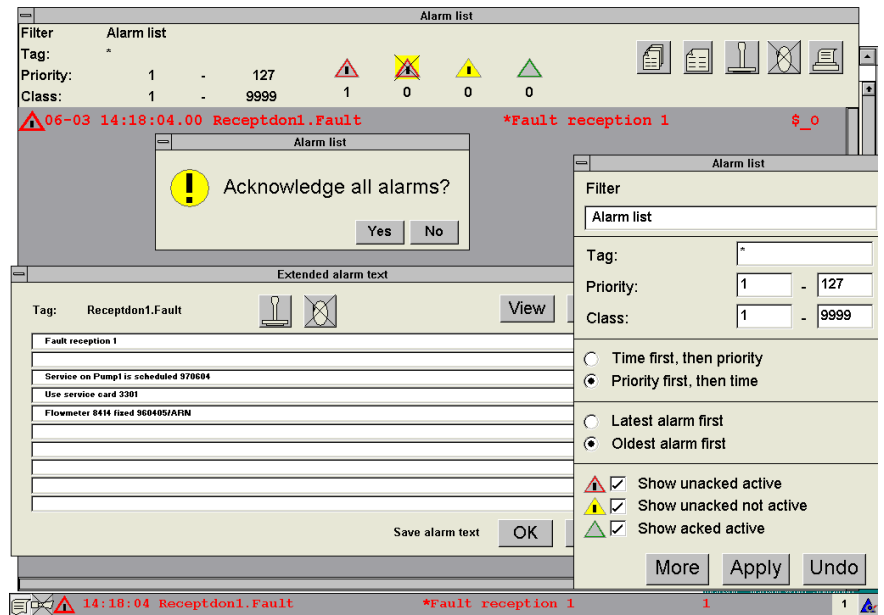 Alarm list
Filter Alarm list
Tag: *
Priority: 1 - 127
Class: 1 - 9999
1 0 0 0
06-03 14:18:04.00 Receptdon1.Fault *Fault reception 1 $_O
Alarm list
Acknowledge all alarms?
Yes No
Alarm list
Filter
Alarm list
Tag: *
Priority: 1 - 127
Class: 1 - 9999
Time first, then priority
Priority first, then time
Latest alarm first
Oldest alarm first
Show unacked active
Show unacked not active
Show acked active
More Apply Undo
Extended alarm text
Tag: Receptdon1.Fault View
Fault reception 1
Service on Pump1 is scheduled 970604
Use service card 3301
Flowmeter 8414 fixed 960405/ARN
Save alarm text OK
14:18:04 Receptdon1.Fault *Fault reception 1 1 1